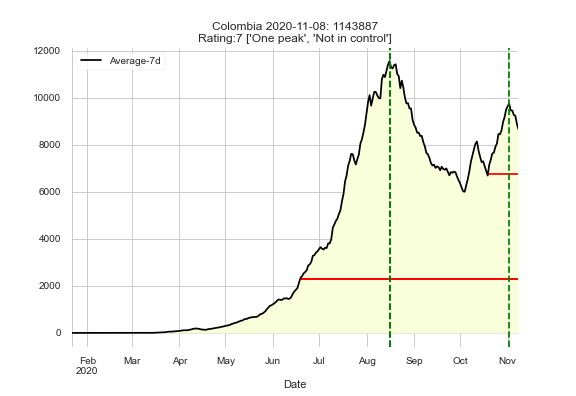 Colombia 2020-11-08: 1143887
Rating:7 ['One peak', 'Not in control']
12000
10000
8000
6000
4000
2000
0
Average-7d
Feb Mar Apr May Jun Jul Aug Sep Oct Nov
2020
Date